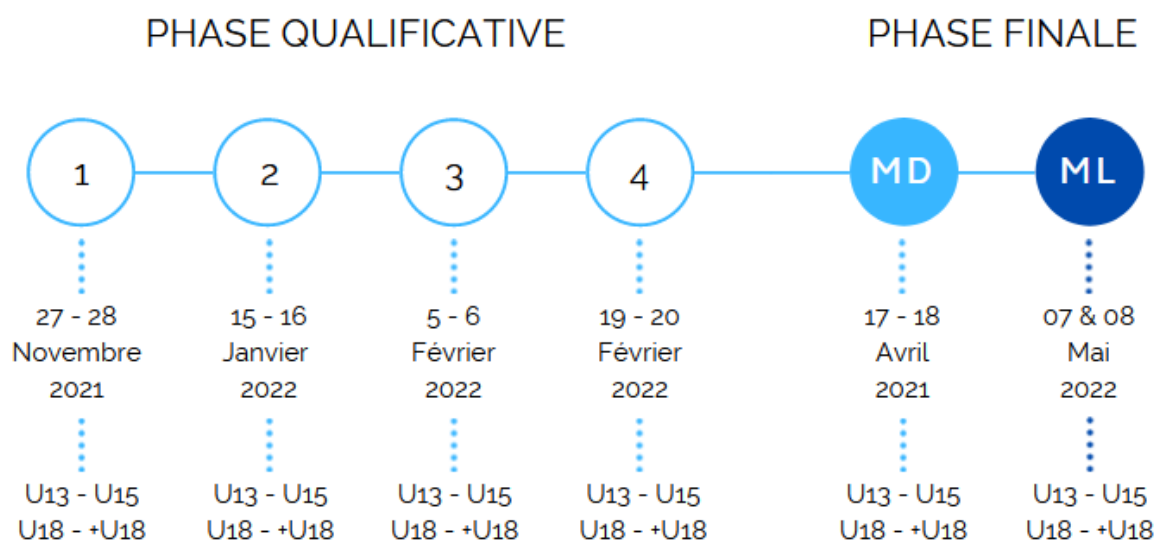 PHASE QUALIFICATIVE
PHASE FINALE
1
2
3
4
MD
ML
27 - 28
Novembre
2021
15 - 16
Janvier
2022
5 - 6
Février
2022
19 - 20
Février
2022
17 - 18
Avril
2021
07 & 08
Mai
2022
U13 - U15
U18 - +U18
U13 - U15
U18 - +U18
U13 - U15
U18 - +U18
U13 - U15
U18 - +U18
U13 - U15
U18 - +U18
U13 - U15
U18 - +U18